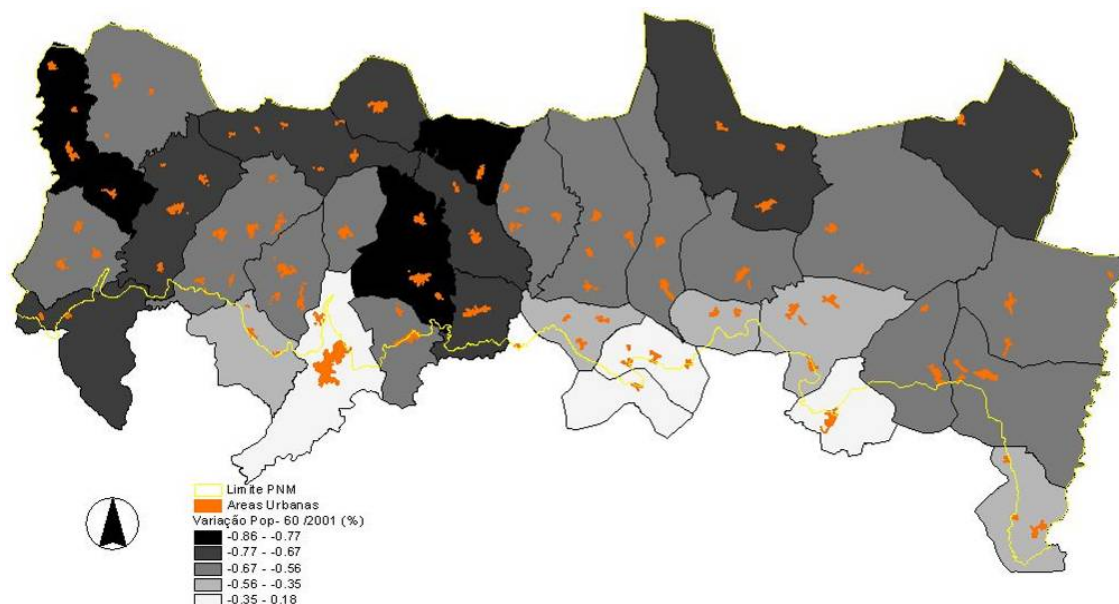 Limite PNM
Areas Urbanas
Variação Pop- 60 /2001 (%)
-0.86 - -0.77
-0.77 - -0.67
-0.67 - -0.56
-0.56 - -0.35
-0.35 - 0.18